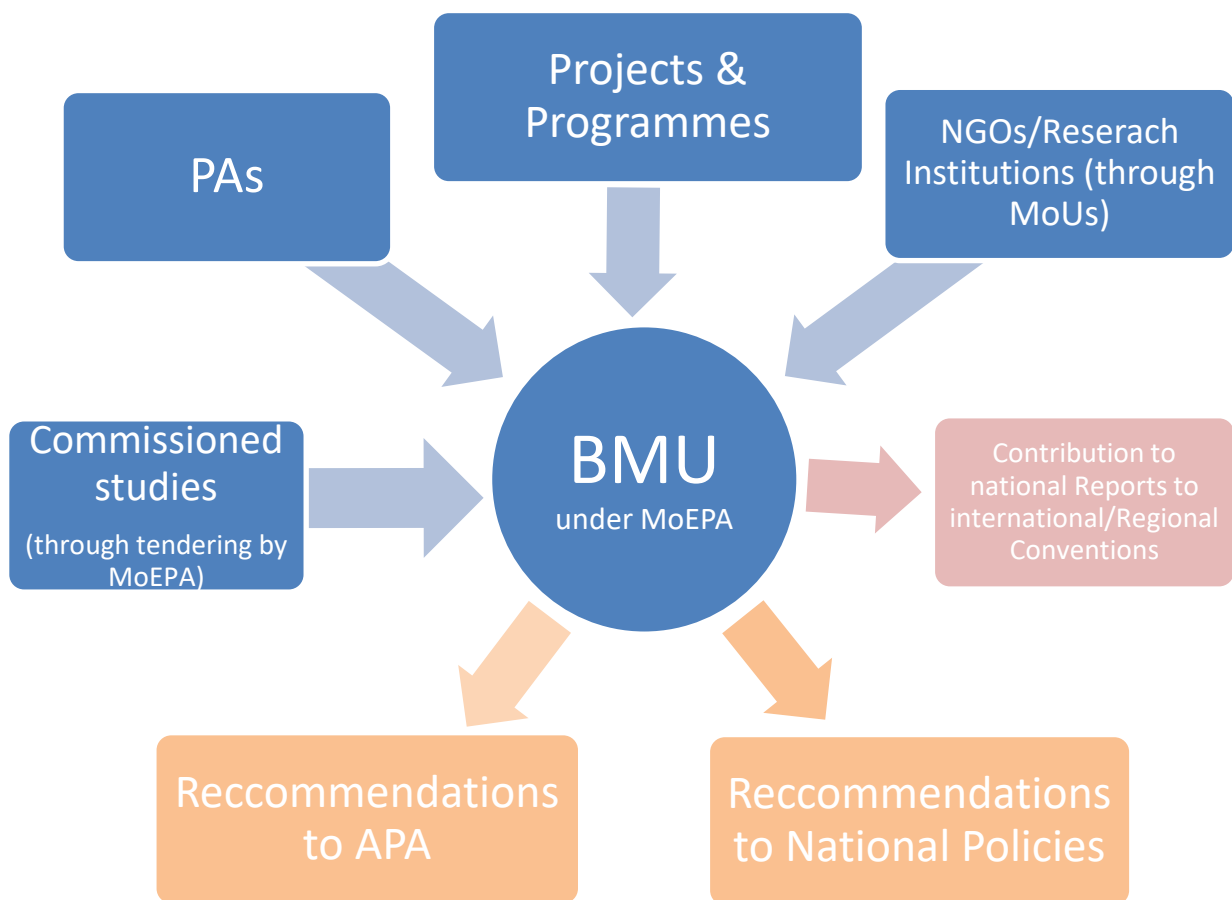 Projects &
Programmes
PAs
NGOs/Reserach
Institutions (through
MoUs)
Commissioned
studies
(through tendering by
MoEPA)
BMU
under MoEPA
Contribution to
national Reports to
international/Regional
Conventions
Reccommendations
to APA
Reccommendations
to National Policies